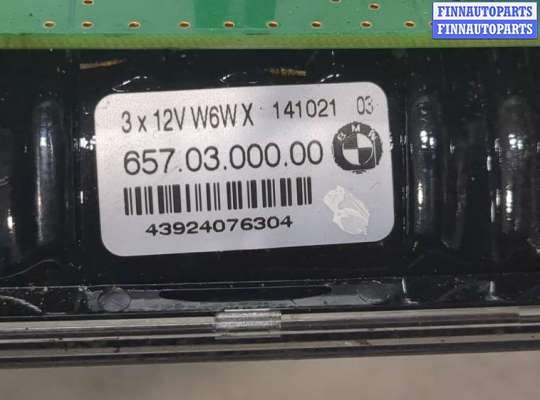 FINNAUTOPARTS
FINNAUTOPARTS
3 x 12V W6W X 141021 03
BMW
657.03.000.00
43924076304